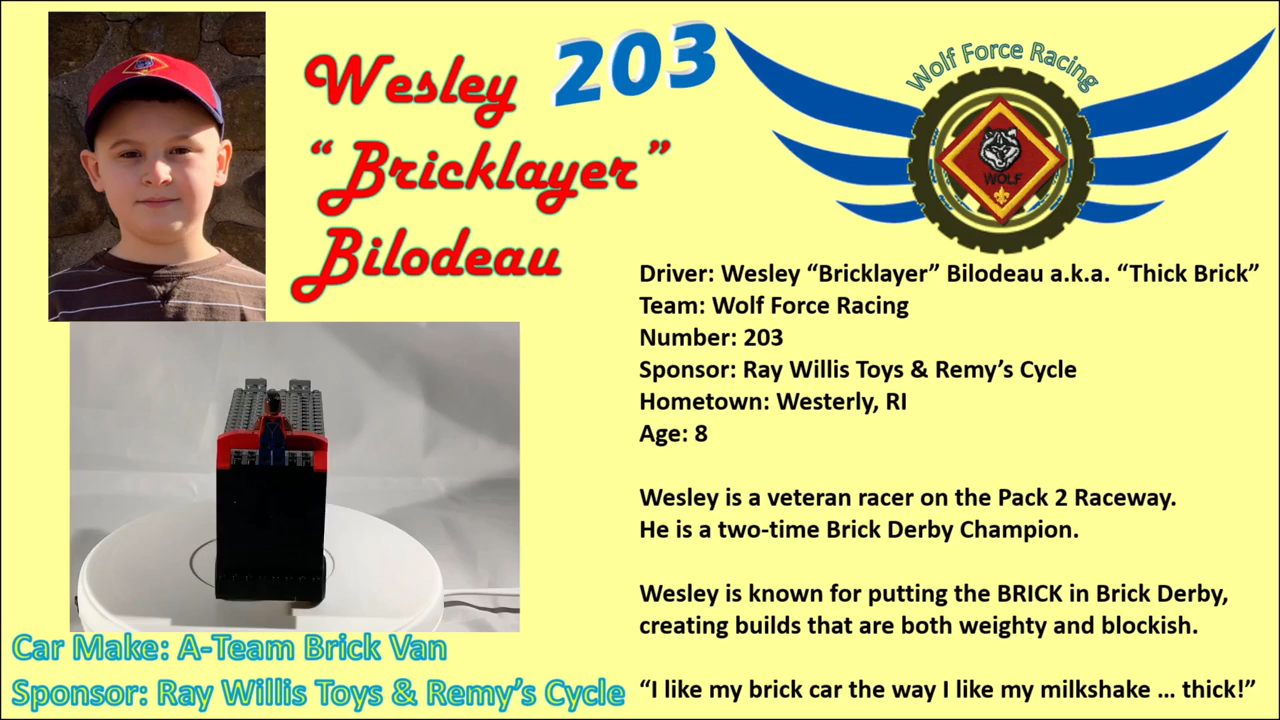 Wesley 203
“Bricklayer”
Bilodeau
Wolf Force Racing
WOLF
Driver: Wesley “Bricklayer” Bilodeau a.k.a. “Thick Brick”
Team: Wolf Force Racing
Number: 203
Sponsor: Ray Willis Toys & Remy’s Cycle
Hometown: Westerly, RI
Age: 8
Wesley is a veteran racer on the Pack 2 Raceway.
He is a two-time Brick Derby Champion.
Wesley is known for putting the BRICK in Brick Derby,
creating builds that are both weighty and blockish.
“I like my brick car the way I like my milkshake … thick!”
Car Make: A-Team Brick Van
Sponsor: Ray Willis Toys & Remy’s Cycle